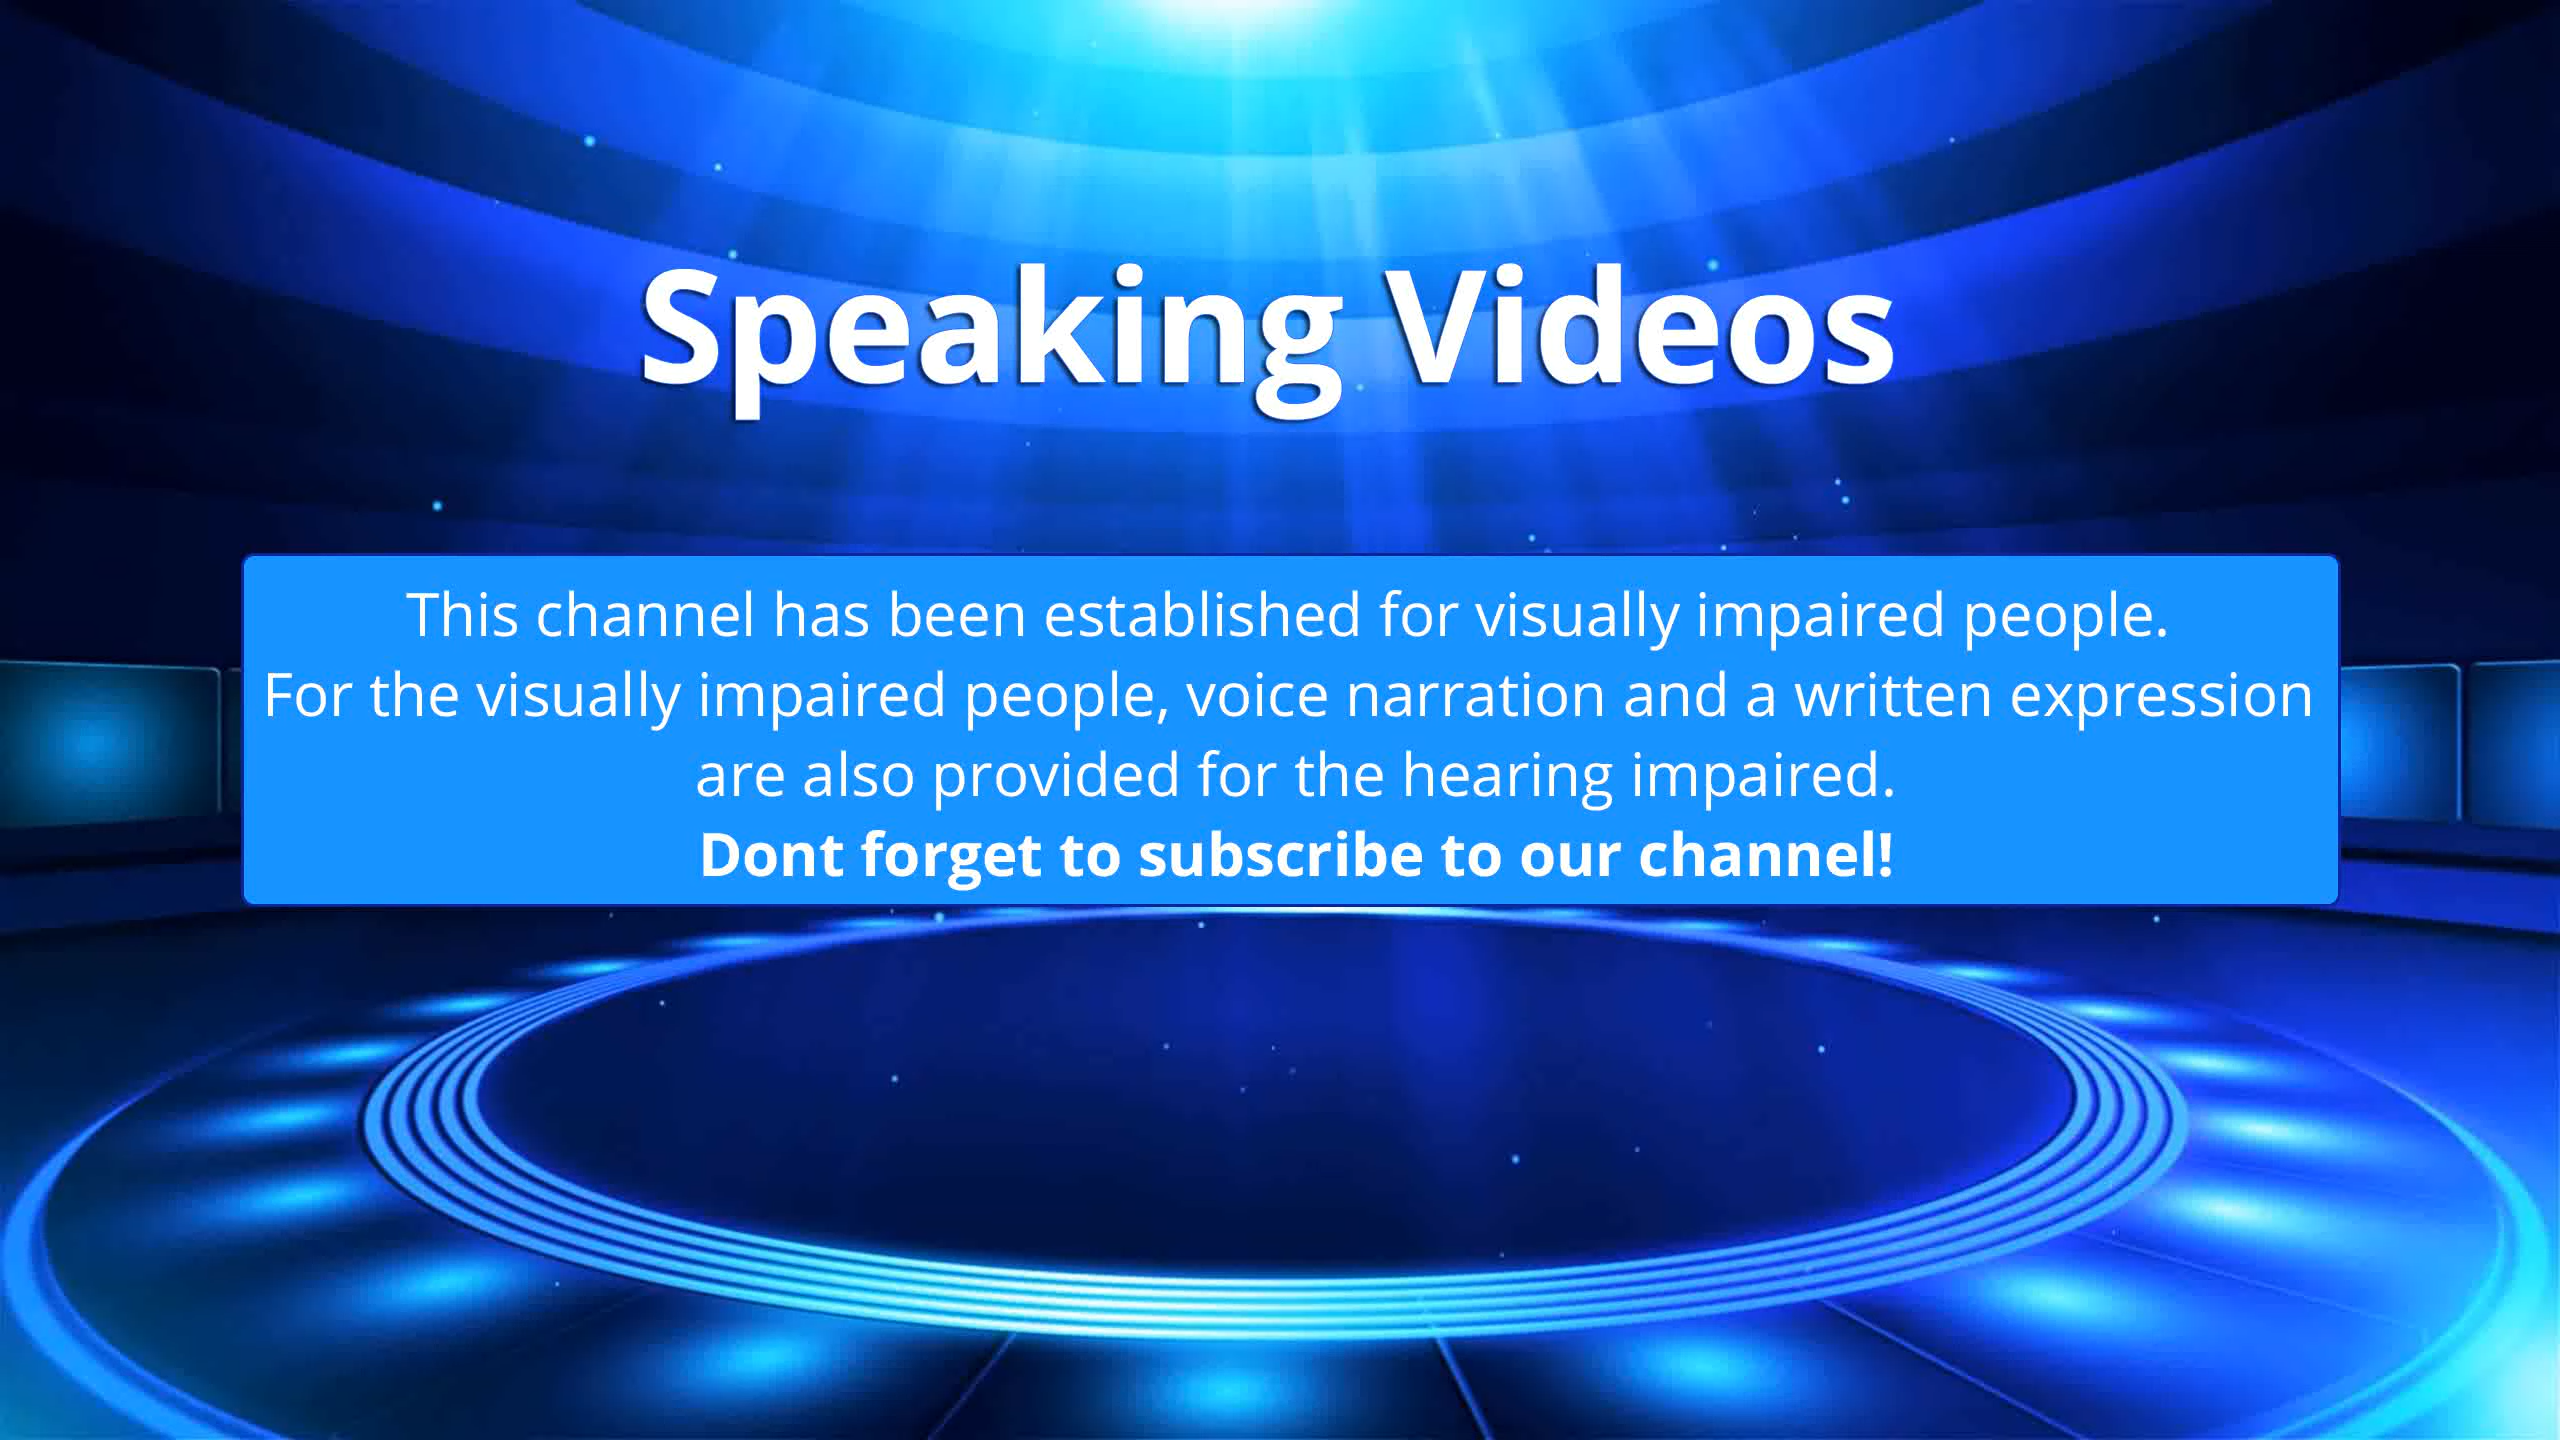 Speaking Videos
This channel has been established for visually impaired people.
For the visually impaired people, voice narration and a written expression
are also provided for the hearing impaired.
Dont forget to subscribe to our channel!